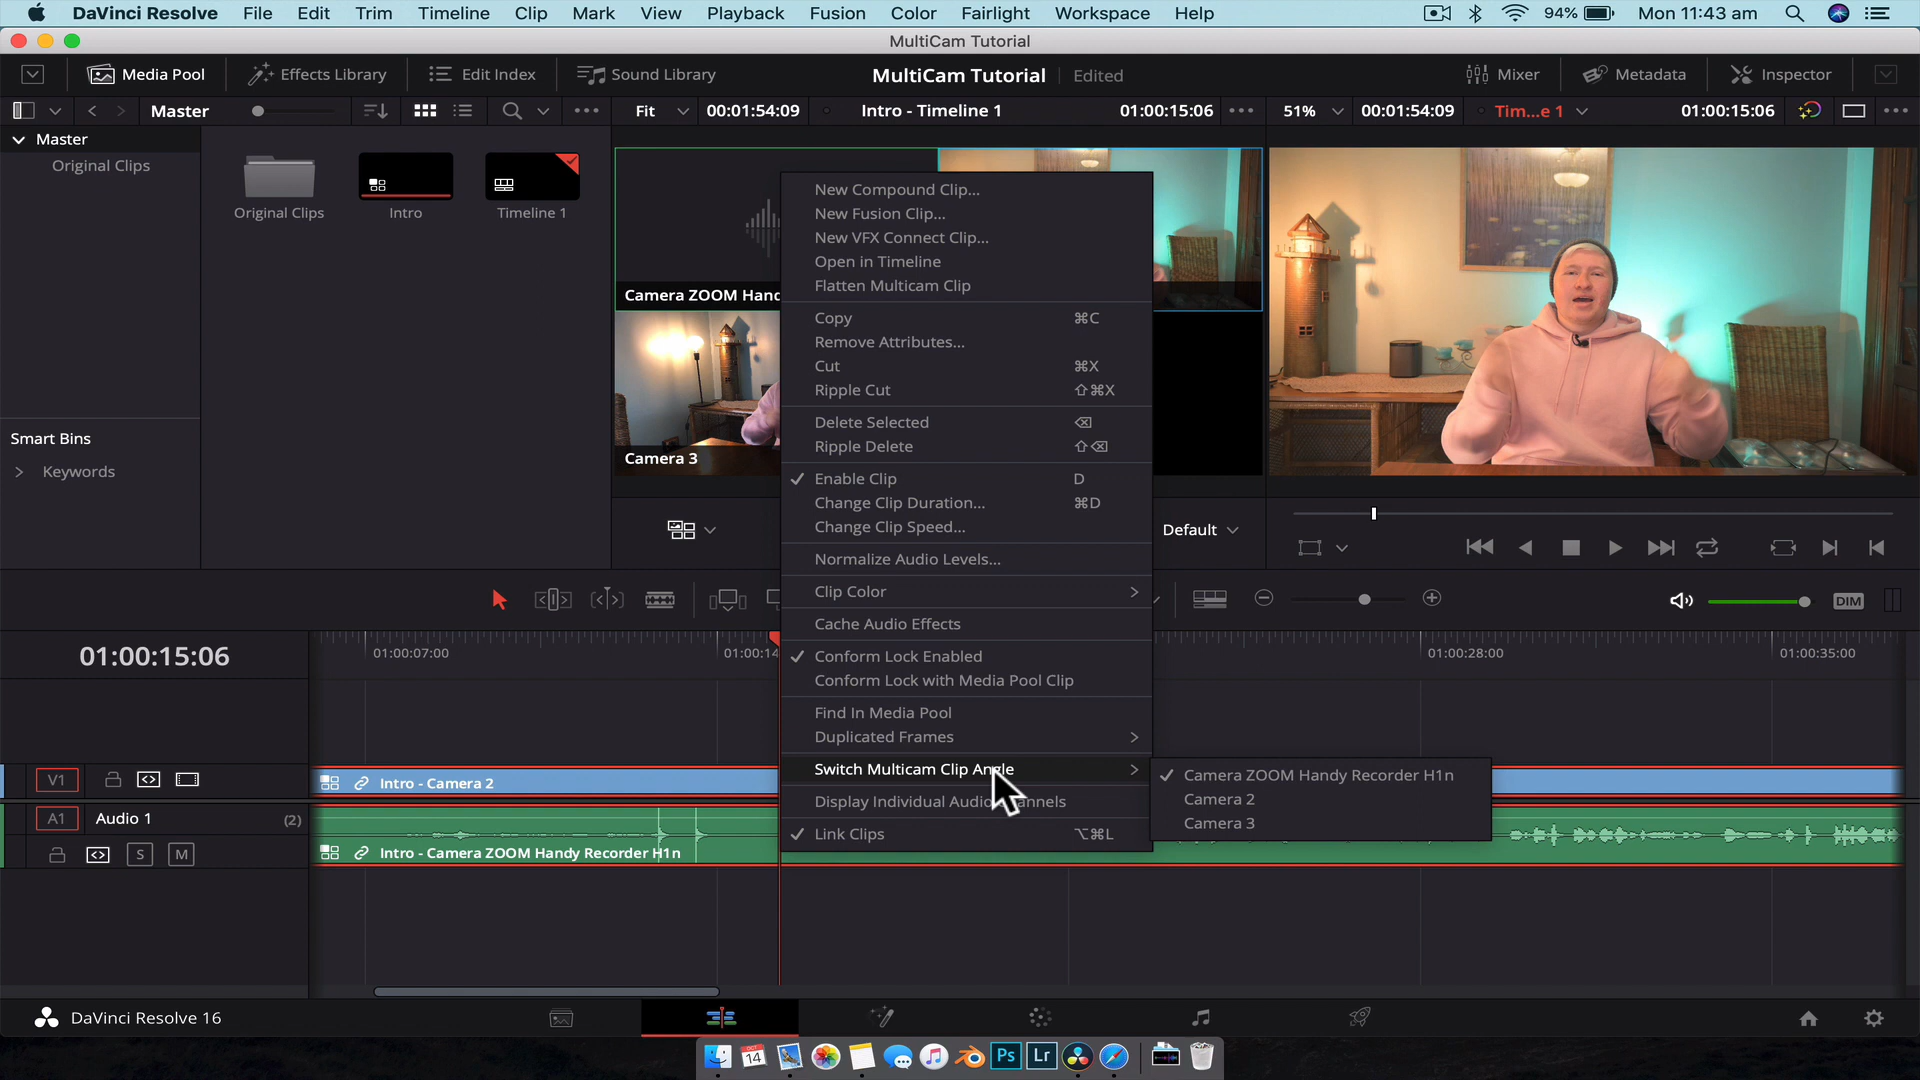 DaVinci Resolve File Edit Trim Timeline Clip Mark View Playback Fusion Color Fairlight Workspace Help 94% Mon 11:43 am
MultiCam Tutorial
Media Pool Effects Library Edit Index Sound Library MultiCam Tutorial Edited Mixer Metadata Inspector
Master Fit 00:01:54:09 Intro - Timeline 1 01:00:15:06 51% 00:01:54:09 Tim...e 1 01:00:15:06
Master
Original Clips
Original Clips Intro Timeline 1
Smart Bins
Keywords
Camera ZOOM Hand
Camera 3
New Compound Clip...
New Fusion Clip...
New VFX Connect Clip...
Open in Timeline
Flatten Multicam Clip
Copy ⌘C
Remove Attributes...
Cut ⌘X
Ripple Cut ⇧⌘X
Delete Selected ⌫
Ripple Delete ⇧⌫
Enable Clip D
Change Clip Duration... ⌘D
Change Clip Speed...
Normalize Audio Levels...
Clip Color
Cache Audio Effects
Conform Lock Enabled
Conform Lock with Media Pool Clip
Find In Media Pool
Duplicated Frames
Switch Multicam Clip Angle
Display Individual Audio nnels
Link Clips ⌥⌘L
Camera ZOOM Handy Recorder H1n
Camera 2
Camera 3
Default
DIM
01:00:15:06
01:00:07:00 01:00:14 01:00:28:00 01:00:35:00
V1
Intro - Camera 2
A1 Audio 1 (2)
S M
Intro - Camera ZOOM Handy Recorder H1n
DaVinci Resolve 16
OCT
14
Ps
Lr